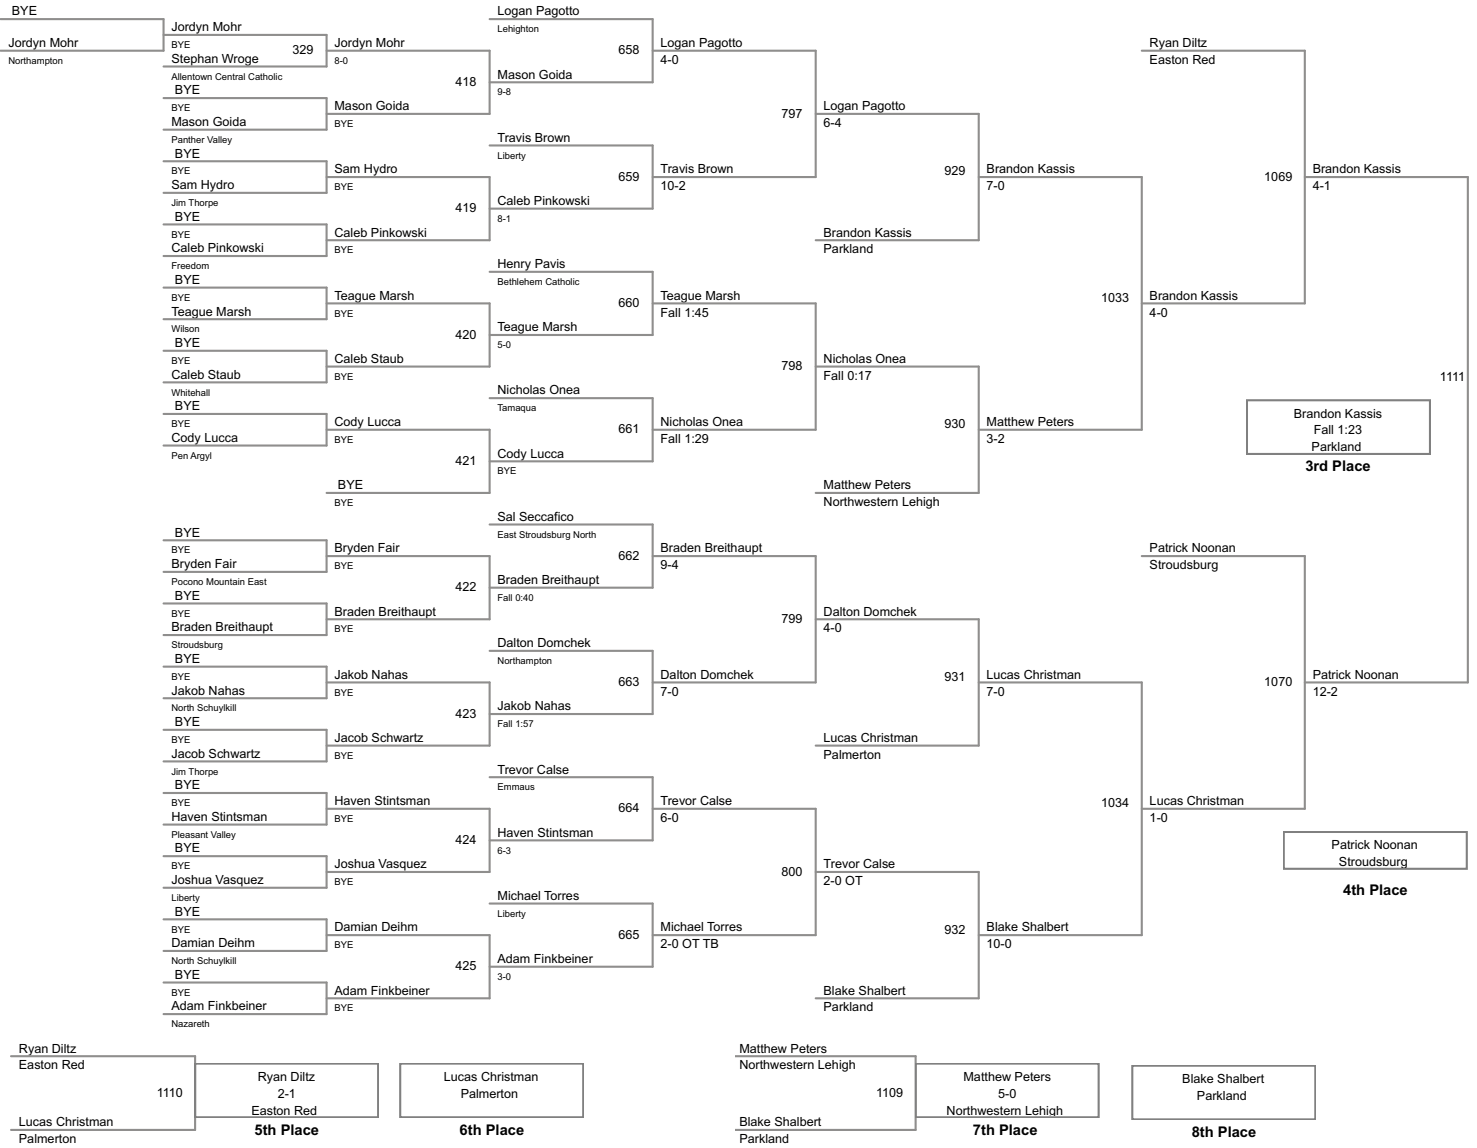 BYE
Jordyn Mohr
Northampton
Jordyn Mohr
BYE
Stephan Wroge
Allentown Central Catholic
329
BYE
BYE
Mason Goida
Panther Valley
BYE
BYE
Sam Hydro
Jim Thorpe
BYE
BYE
Caleb Pinkowski
Freedom
BYE
BYE
Teague Marsh
Wilson
BYE
BYE
Caleb Staub
Whitehall
BYE
BYE
Cody Lucca
Pen Argyl
BYE
BYE
Bryden Fair
Pocono Mountain East
BYE
BYE
Braden Breithaupt
Stroudsburg
BYE
BYE
Jakob Nahas
North Schuylkill
BYE
BYE
Jacob Schwartz
Jim Thorpe
BYE
BYE
Haven Stintsman
Pleasant Valley
BYE
BYE
Joshua Vasquez
Liberty
BYE
BYE
Damian Deihm
North Schuylkill
BYE
BYE
Adam Finkbeiner
Nazareth
Jordyn Mohr
8-0
418
Mason Goida
BYE
Sam Hydro
BYE
419
Caleb Pinkowski
BYE
Teague Marsh
BYE
420
Caleb Staub
BYE
Cody Lucca
BYE
421
BYE
BYE
Bryden Fair
BYE
422
Braden Breithaupt
BYE
Jakob Nahas
BYE
423
Jacob Schwartz
BYE
Haven Stintsman
BYE
424
Joshua Vasquez
BYE
Damian Deihm
BYE
425
Adam Finkbeiner
BYE
Logan Pagotto
Lehighton
658
Mason Goida
9-8
Travis Brown
Liberty
659
Caleb Pinkowski
8-1
Henry Pavis
Bethlehem Catholic
660
Teague Marsh
5-0
Nicholas Onea
Tamaqua
661
Cody Lucca
BYE
Sal Seccafico
East Stroudsburg North
662
Braden Breithaupt
Fall 0:40
Dalton Domchek
Northampton
663
Jakob Nahas
Fall 1:57
Trevor Calse
Emmaus
664
Haven Stintsman
6-3
Michael Torres
Liberty
665
Adam Finkbeiner
3-0
Logan Pagotto
4-0
797
Travis Brown
10-2
Teague Marsh
Fall 1:45
798
Nicholas Onea
Fall 1:29
Braden Breithaupt
9-4
799
Dalton Domchek
7-0
Trevor Calse
6-0
800
Michael Torres
2-0 OT TB
Logan Pagotto
6-4
929
Brandon Kassis
Parkland
Nicholas Onea
Fall 0:17
930
Matthew Peters
Northwestern Lehigh
Dalton Domchek
4-0
931
Lucas Christman
Palmerton
Trevor Calse
2-0 OT
932
Blake Shalbert
Parkland
Brandon Kassis
7-0
1033
Matthew Peters
3-2
Lucas Christman
7-0
1034
Blake Shalbert
10-0
Ryan Diltz
Easton Red
1069
Brandon Kassis
4-0
Patrick Noonan
Stroudsburg
1070
Lucas Christman
1-0
Brandon Kassis
4-1
1111
Patrick Noonan
12-2
Brandon Kassis
Fall 1:23
Parkland
3rd Place
Patrick Noonan
Stroudsburg
4th Place
Ryan Diltz
Easton Red
1110
Lucas Christman
Palmerton
Ryan Diltz
2-1
Easton Red
5th Place
Lucas Christman
Palmerton
6th Place
Matthew Peters
Northwestern Lehigh
1109
Blake Shalbert
Parkland
Matthew Peters
5-0
Northwestern Lehigh
7th Place
Blake Shalbert
Parkland
8th Place